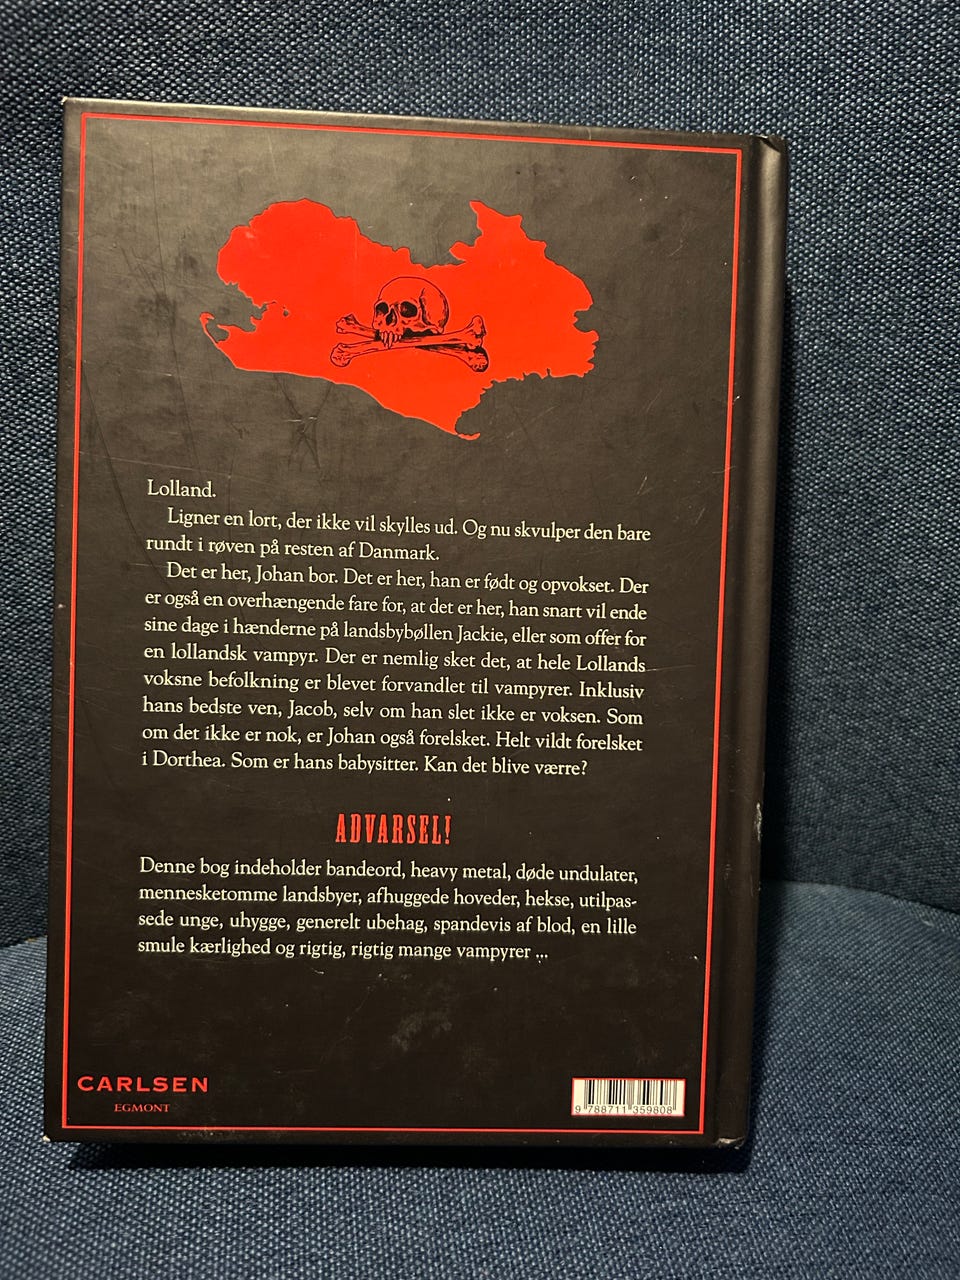 Lolland.
Ligner en lort, der ikke vil skylles ud. Og nu skvulper den bare
rundt i røven på resten af Danmark.
Det er her, Johan bor. Det er her, han er født og opvokset. Der
er også en overhængende fare for, at det er her, han snart vil ende
sine dage i hænderne på landsbybøllen Jackie, eller som offer for
en lollandsk vampyr. Der er nemlig sket det, at hele Lollands
voksne befolkning er blevet forvandlet til vampyrer. Inklusiv
hans bedste ven, Jacob, selv om han slet ikke er voksen. Som
om det ikke er nok, er Johan også forelsket. Helt vildt forelsket
i Dorthea. Som er hans babysitter. Kan det blive værre?
ADVARSEL!
Denne bog indeholder bandeord, heavy metal, døde undulater,
mennesketomme landsbyer, afhuggede hoveder, hekse, utilpas-
sede unge, uhygge, generelt ubehag, spandevis af blod, en lille
smule kærlighed og rigtig, rigtig mange vampyrer ...
CARLSEN
EGMONT
9 788711 359808